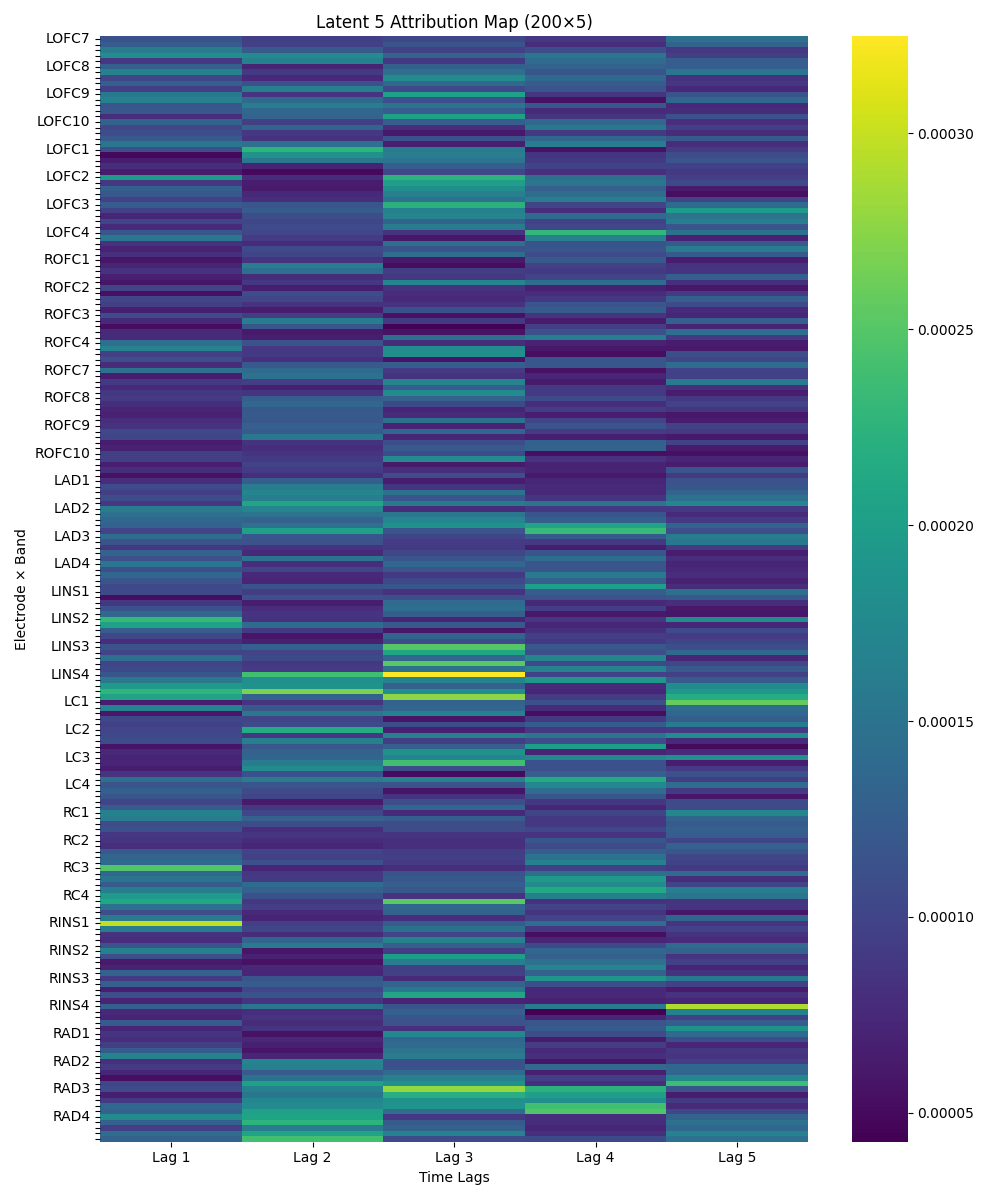 Latent 5 Attribution Map (200×5)
LOFC7
LOFC8
LOFC9
LOFC10
LOFC1
LOFC2
LOFC3
LOFC4
ROFC1
ROFC2
ROFC3
ROFC4
ROFC7
ROFC8
ROFC9
ROFC10
LAD1
LAD2
LAD3
LAD4
LINS1
LINS2
LINS3
LINS4
LC1
LC2
LC3
LC4
RC1
RC2
RC3
RC4
RINS1
RINS2
RINS3
RINS4
RAD1
RAD2
RAD3
RAD4
Electrode × Band
Lag 1 Lag 2 Lag 3 Lag 4 Lag 5
Time Lags
0.00030
0.00025
0.00020
0.00015
0.00010
0.00005